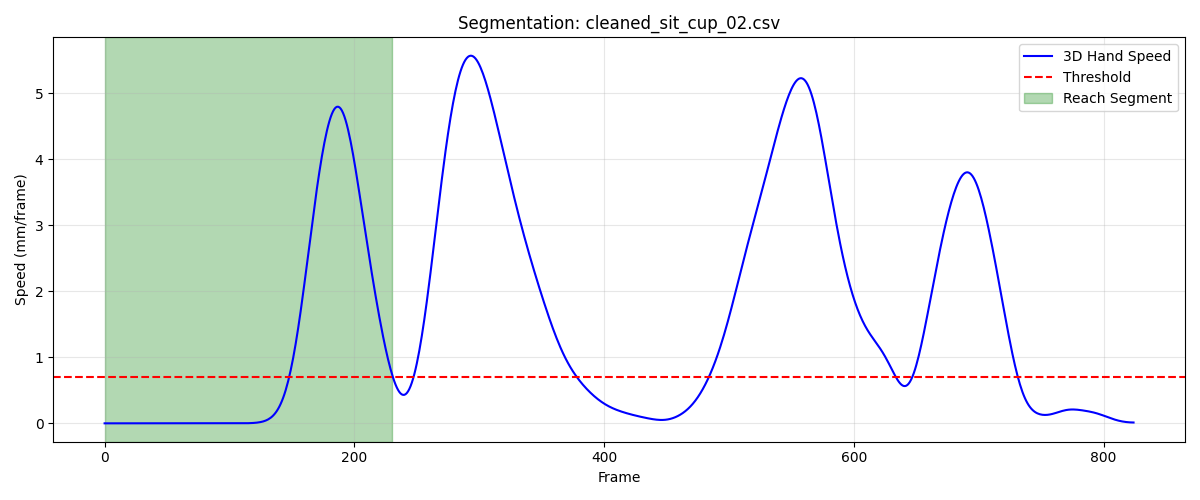 Segmentation: cleaned_sit_cup_02.csv
3D Hand Speed
Threshold
Reach Segment
Speed (mm/frame)
5
4
3
2
1
0
0 200 400 600 800
Frame